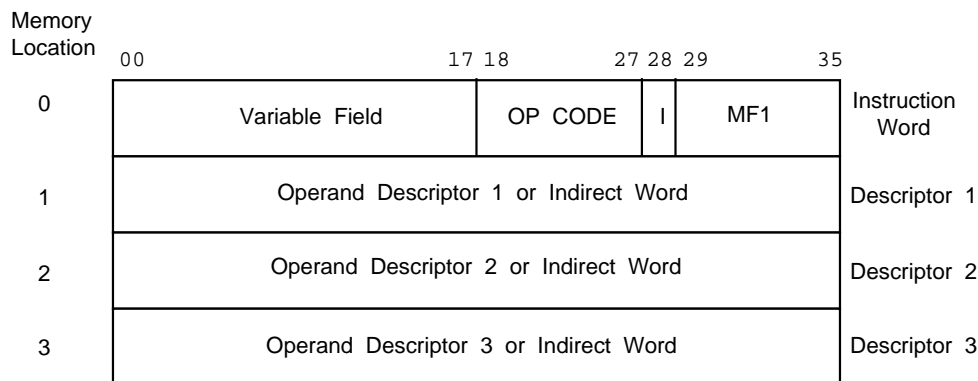 Memory
Location
00 17 18 27 28 29 35
0 Variable Field OP CODE I MF1 Instruction
Word
1 Operand Descriptor 1 or Indirect Word Descriptor 1
2 Operand Descriptor 2 or Indirect Word Descriptor 2
3 Operand Descriptor 3 or Indirect Word Descriptor 3